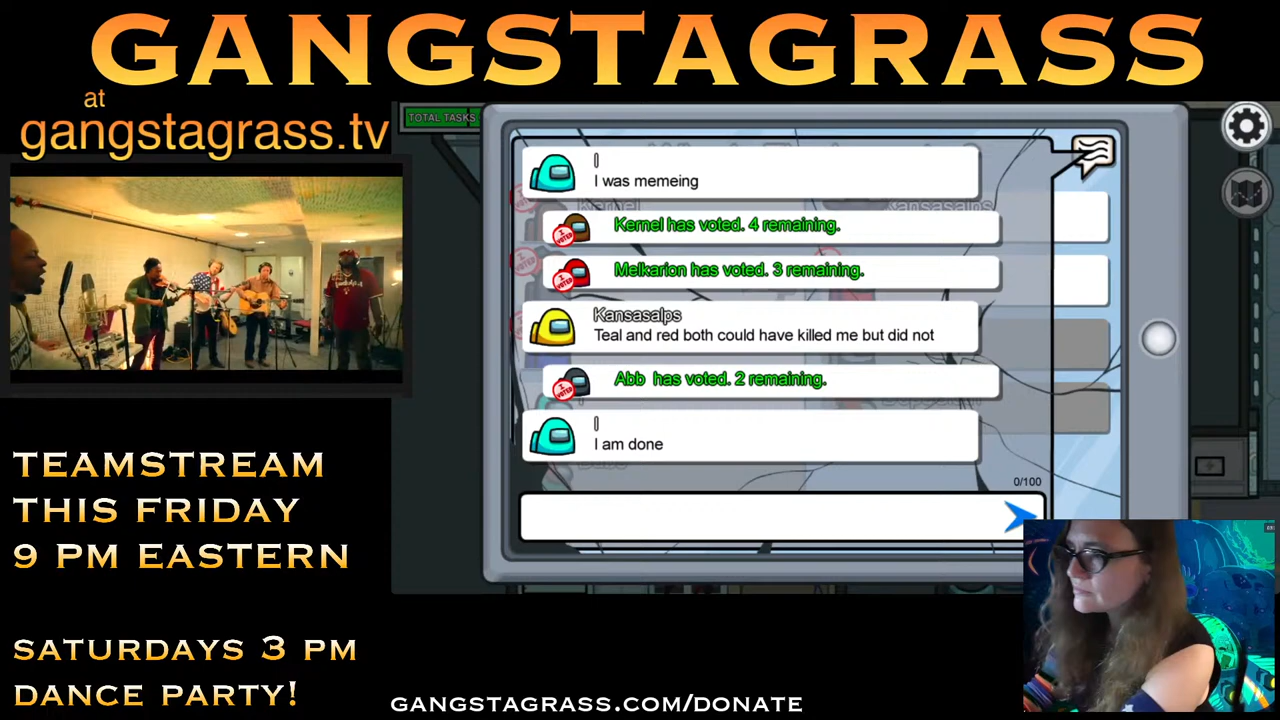 GANGSTAGRASS
at
gangstagrass.tv
TOTAL TASKS
I
I was memeing
Kernel has voted. 4 remaining.
Melkarion has voted. 3 remaining.
Kansasalps
Teal and red both could have killed me but did not
Abb has voted. 2 remaining.
I
I am done
0/100
TEAMSTREAM
THIS FRIDAY
9 PM EASTERN
SATURDAYS 3 PM
DANCE PARTY!
GANGSTAGRASS.COM/DONATE